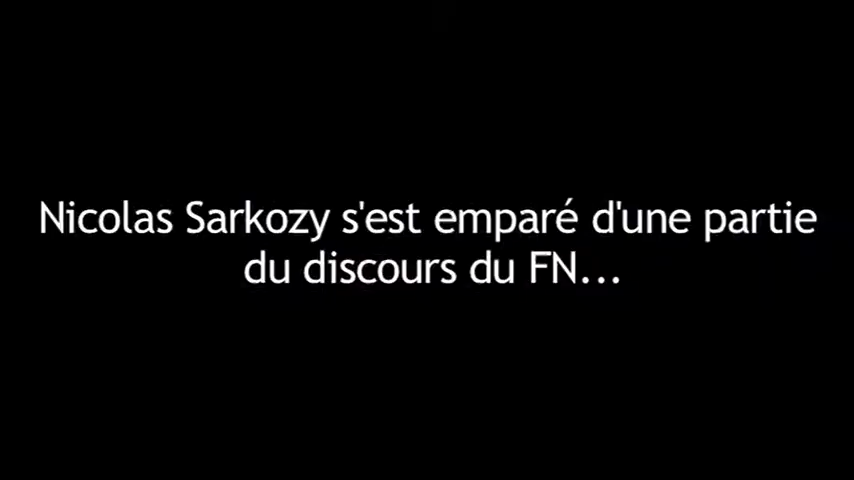 Nicolas Sarkozy s'est emparé d'une partie
du discours du FN...